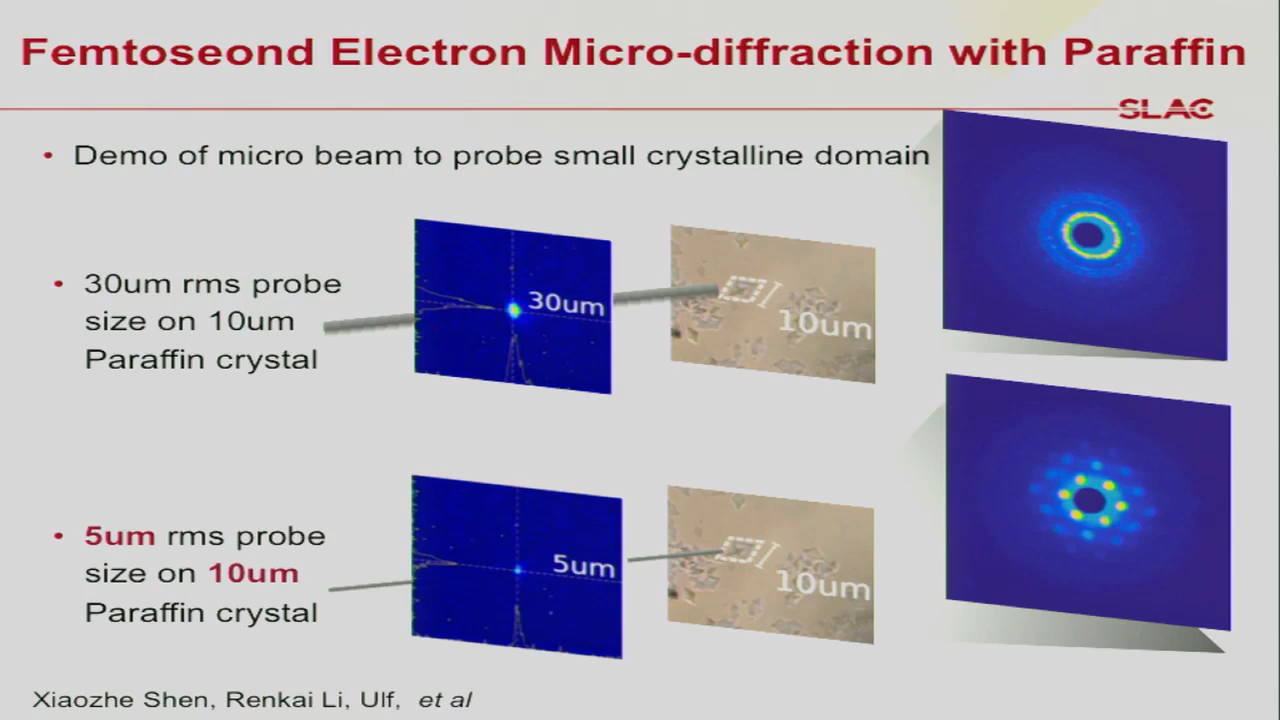 Femtoseond Electron Micro-diffraction with Paraffin
SLAC
• Demo of micro beam to probe small crystalline domain
• 30um rms probe
size on 10um
Paraffin crystal
30um
10um
• 5um rms probe
size on 10um
Paraffin crystal
5um
10um
Xiaozhe Shen, Renkai Li, Ulf, et al